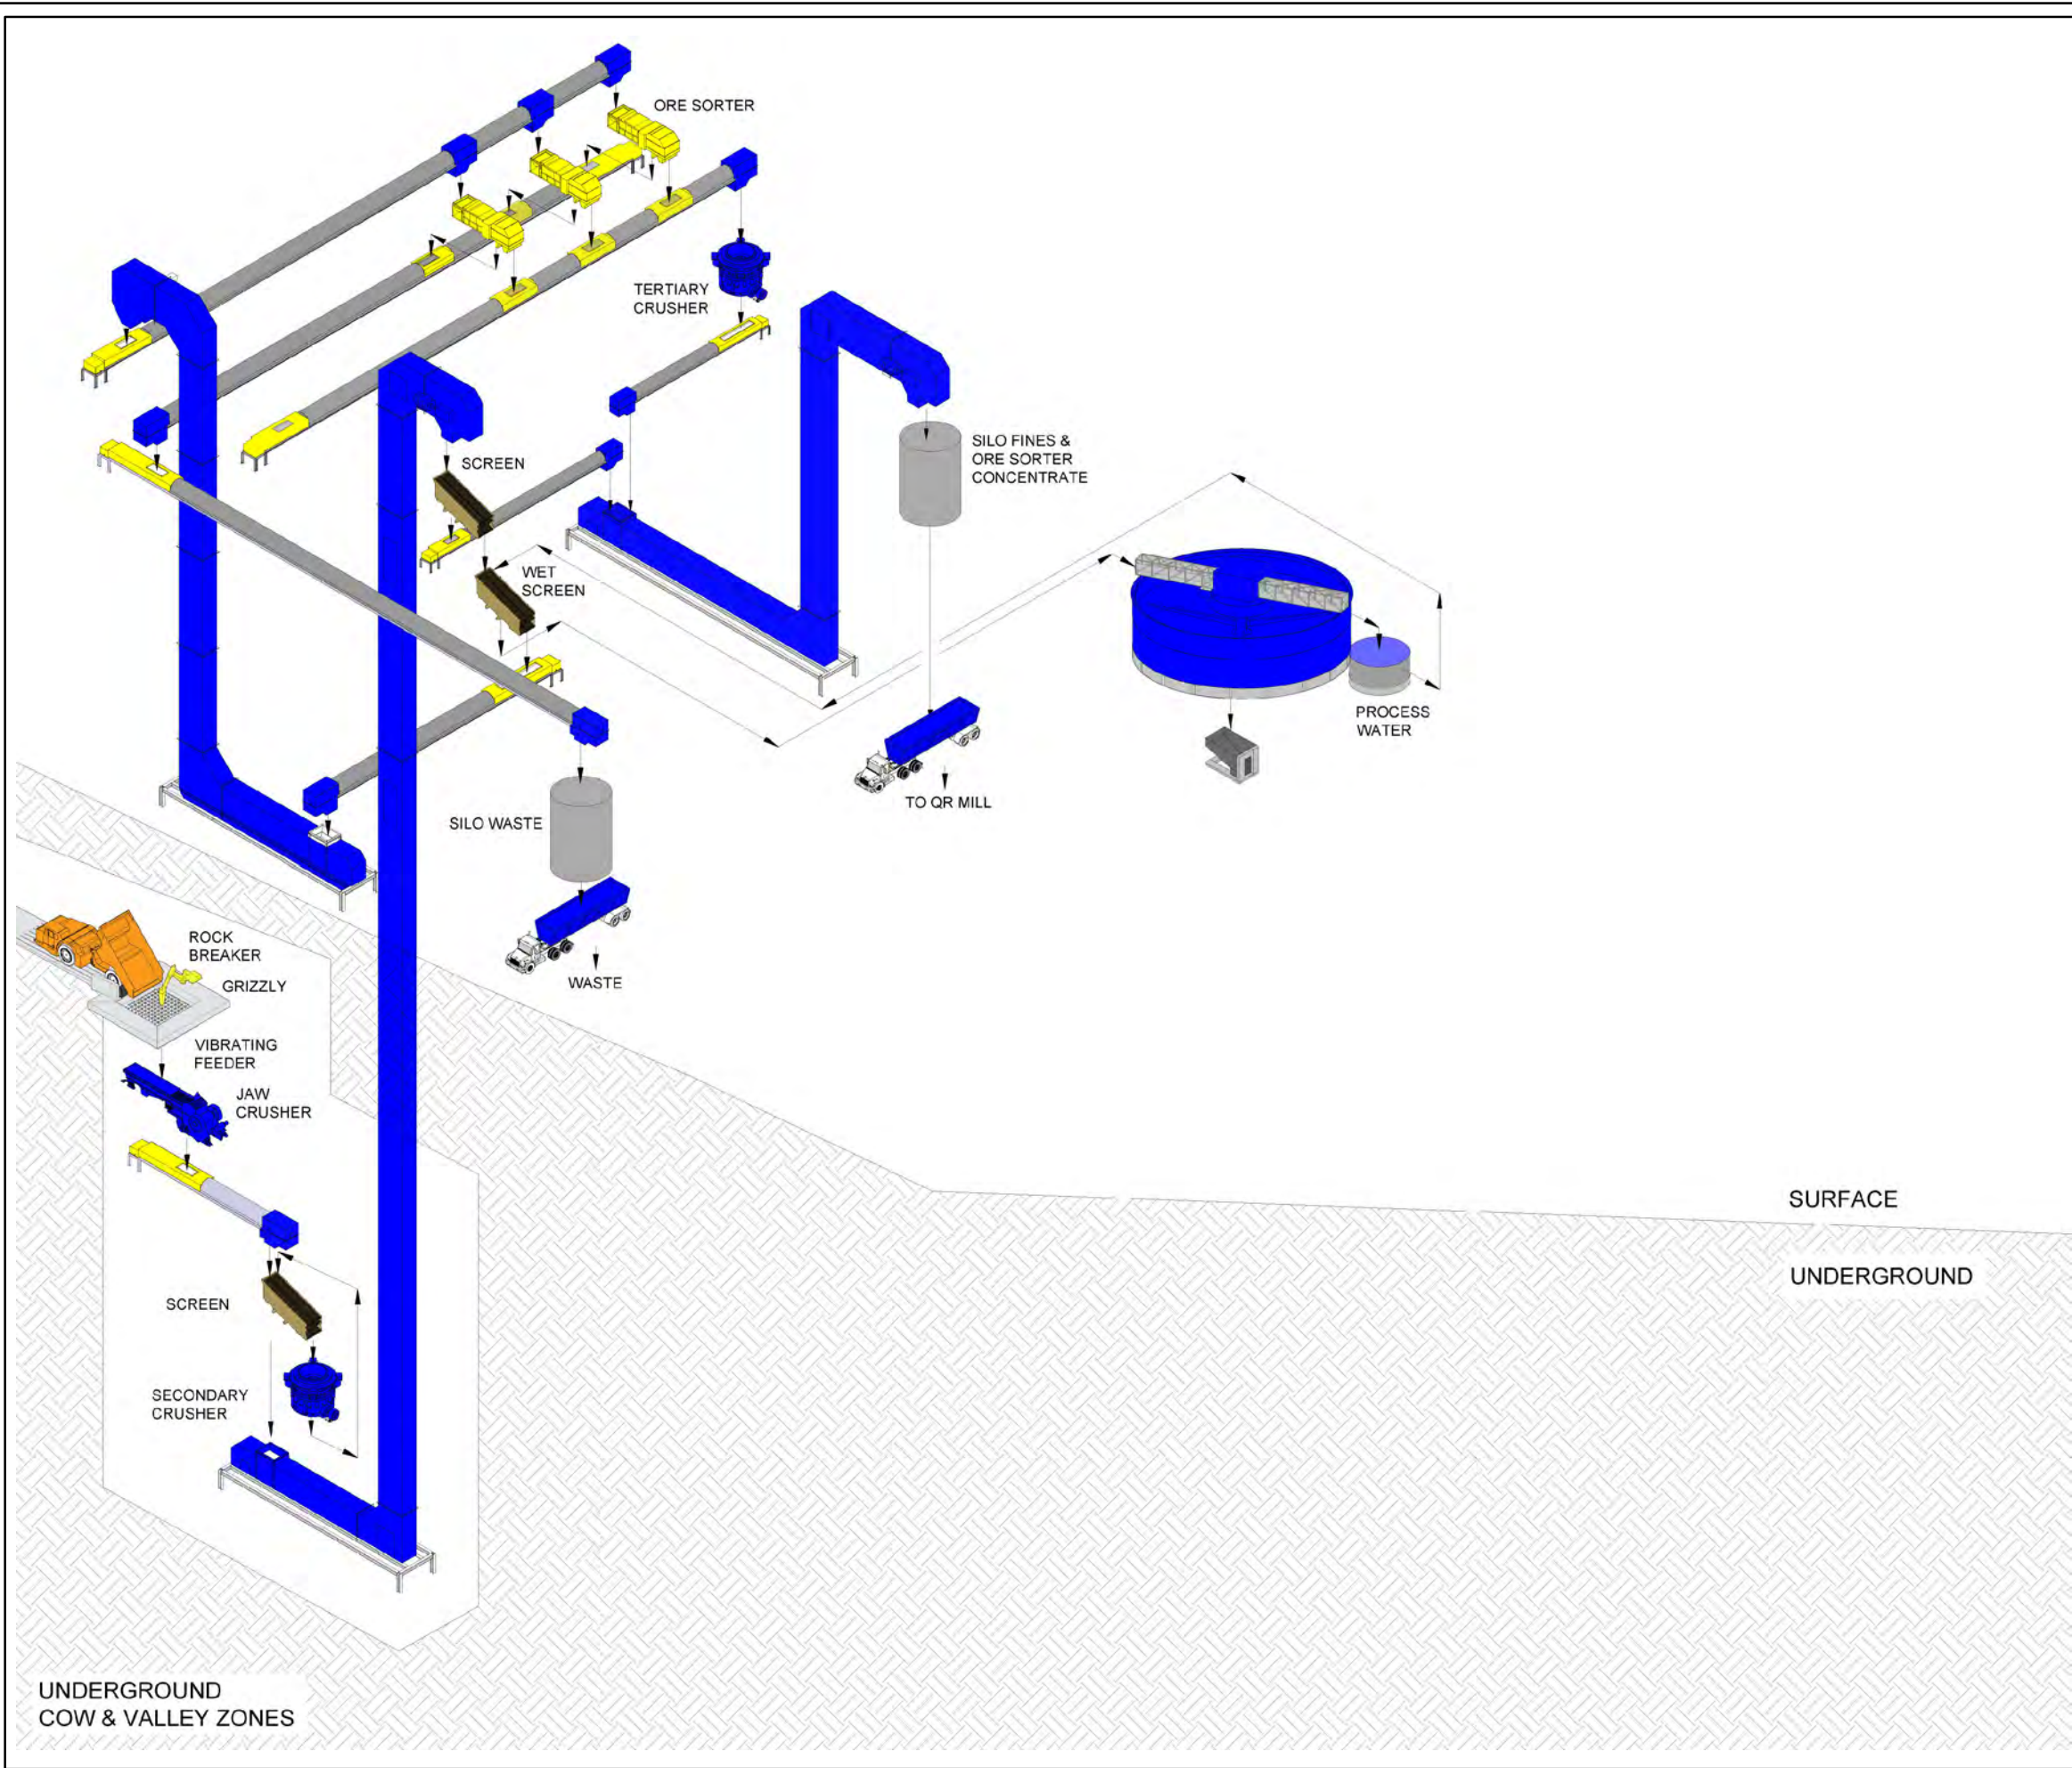 ORE SORTER
TERTIARY
CRUSHER
SILO FINES &
ORE SORTER
CONCENTRATE
SCREEN
WET
SCREEN
PROCESS
WATER
TO QR MILL
SILO WASTE
WASTE
ROCK
BREAKER
GRIZZLY
VIBRATING
FEEDER
JAW
CRUSHER
SURFACE
UNDERGROUND
SCREEN
SECONDARY
CRUSHER
UNDERGROUND
COW & VALLEY ZONES